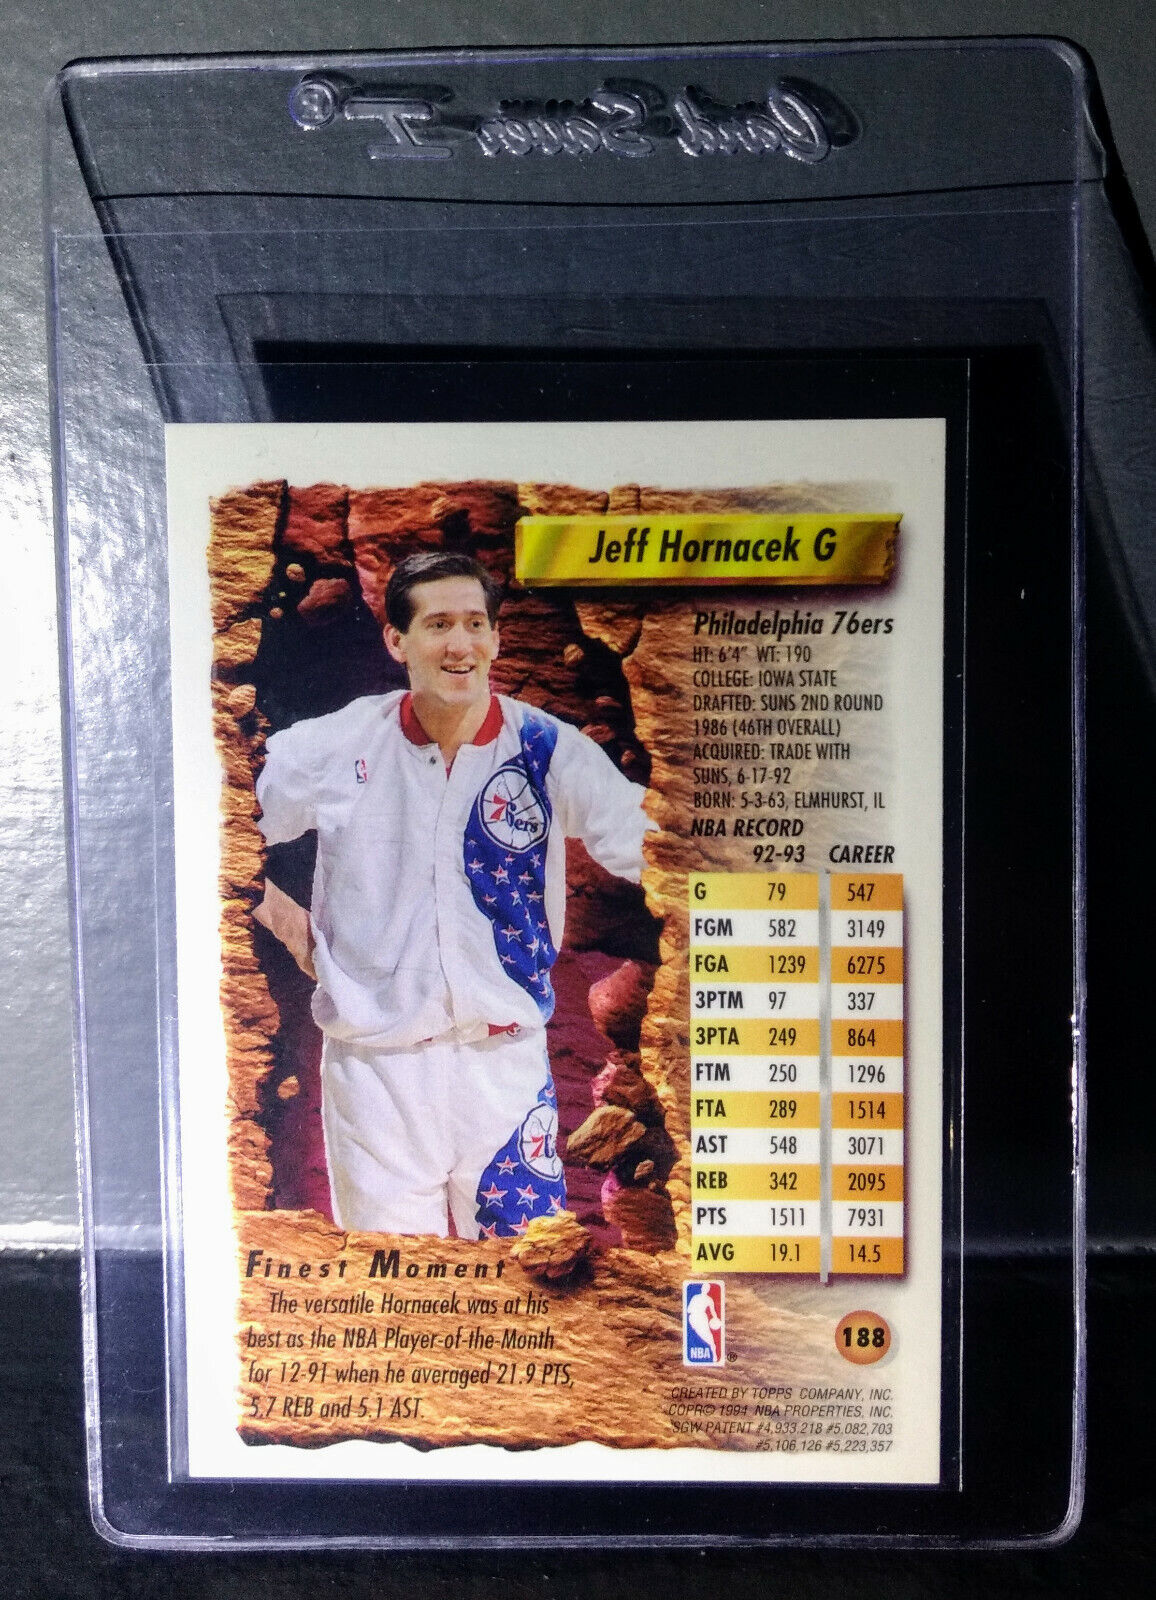 Card Saver I®
Jeff Hornacek G
Philadelphia 76ers
HT: 6'4" WT: 190
COLLEGE: IOWA STATE
DRAFTED: SUNS 2ND ROUND
1986 (46TH OVERALL)
ACQUIRED: TRADE WITH
SUNS, 6-17-92
BORN: 5-3-63, ELMHURST, IL
NBA RECORD
92-93 CAREER
G 79 547
FGM 582 3149
FGA 1239 6275
3PTM 97 337
3PTA 249 864
FTM 250 1296
FTA 289 1514
AST 548 3071
REB 342 2095
PTS 1511 7931
AVG 19.1 14.5
76ers
Finest Moment
The versatile Hornacek was at his
best as the NBA Player-of-the-Month
for 12-91 when he averaged 21.9 PTS,
5.7 REB and 5.1 AST.
NBA ®
188
CREATED BY TOPPS COMPANY, INC.
COPR© 1994 NBA PROPERTIES, INC.
SGW PATENT #4,933,218 #5,082,703
#5,106,126 #5,223,357